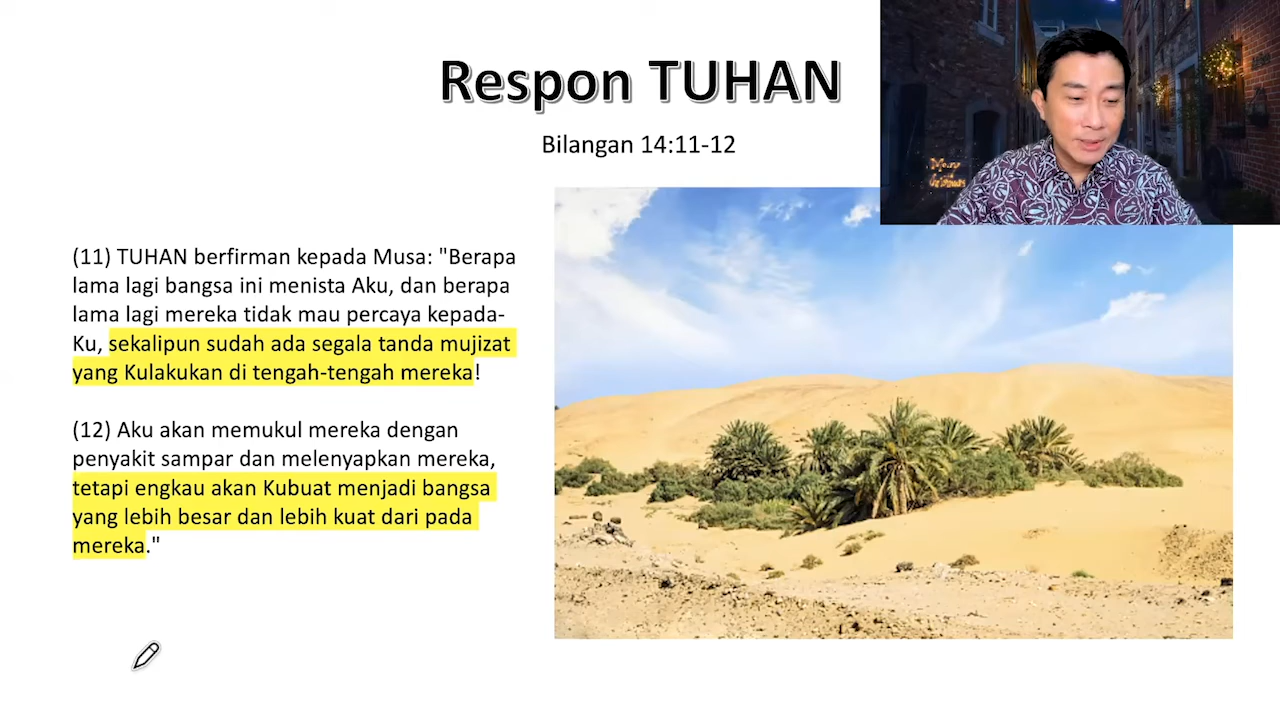 Respon TUHAN
Bilangan 14:11-12
(11) TUHAN berfirman kepada Musa: "Berapa
lama lagi bangsa ini menista Aku, dan berapa
lama lagi mereka tidak mau percaya kepada-
Ku, sekalipun sudah ada segala tanda mujizat
yang Kulakukan di tengah-tengah mereka!
(12) Aku akan memukul mereka dengan
penyakit sampar dan melenyapkan mereka,
tetapi engkau akan Kubuat menjadi bangsa
yang lebih besar dan lebih kuat dari pada
mereka."